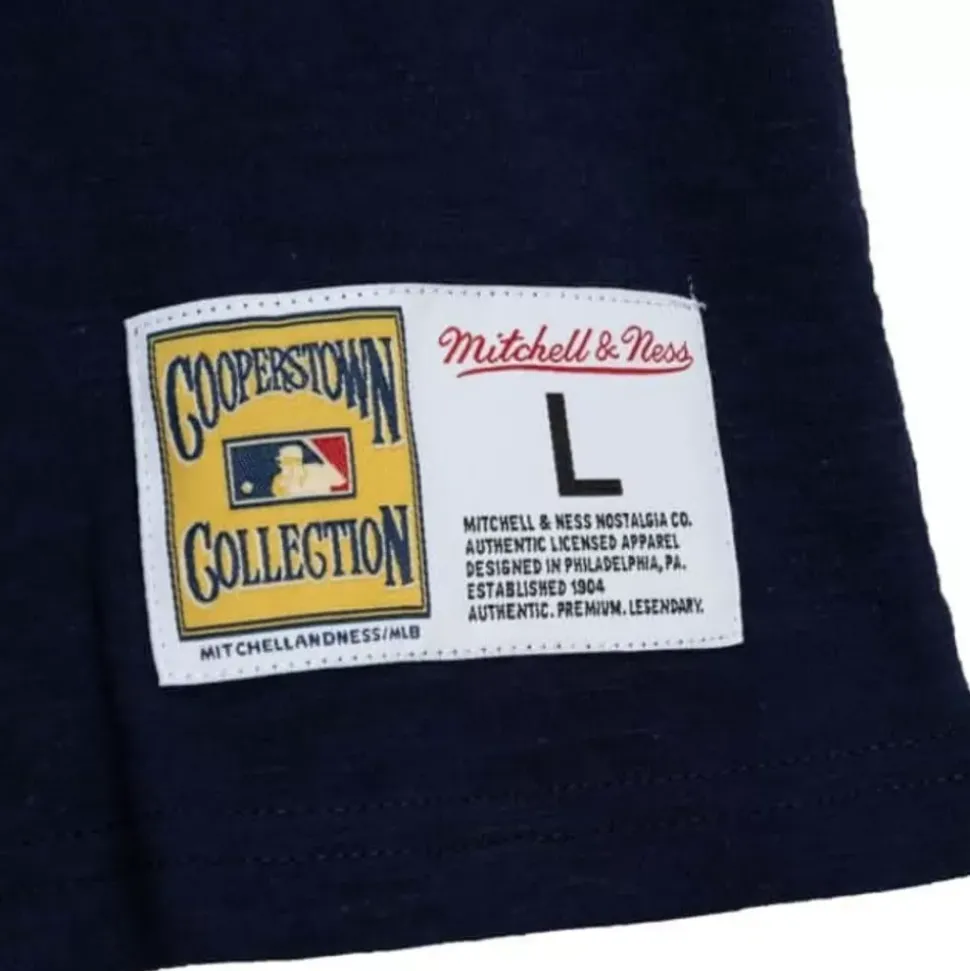 COOPERSTOWN
COLLECTION
MITCHELLANDNESS/MLB
Mitchell & Ness
L
MITCHELL & NESS NOSTALGIA CO.
AUTHENTIC LICENSED APPAREL
DESIGNED IN PHILADELPHIA, PA.
ESTABLISHED 1904
AUTHENTIC. PREMIUM. LEGENDARY.